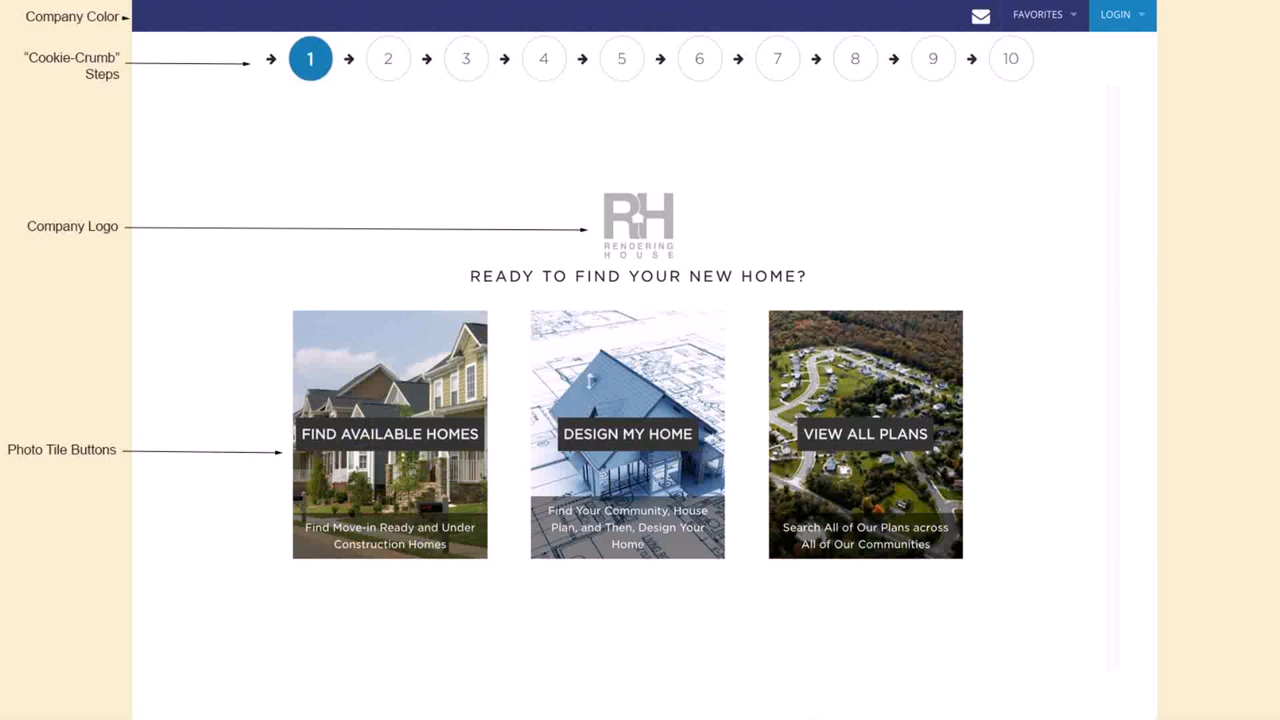 Company Color
FAVORITES
LOGIN
“Cookie-Crumb”
Steps
1
2
3
4
5
6
7
8
9
10
Company Logo
RH
RENDERING
HOUSE
READY TO FIND YOUR NEW HOME?
Photo Tile Buttons
FIND AVAILABLE HOMES
Find Move-in Ready and Under
Construction Homes
DESIGN MY HOME
Find Your Community, House
Plan, and Then, Design Your
Home
VIEW ALL PLANS
Search All of Our Plans across
All of Our Communities